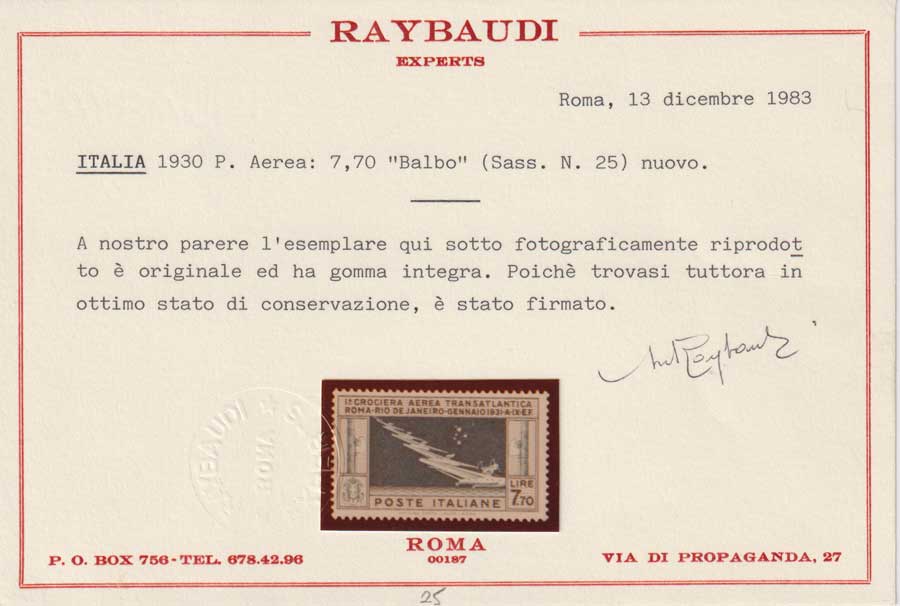 RAYBAUDI
EXPERTS
Roma, 13 dicembre 1983
ITALIA 1930 P. Aerea: 7,70 "Balbo" (Sass. N. 25) nuovo.
A nostro parere l'esemplare qui sotto fotograficamente riprodot
to è originale ed ha gomma integra. Poichè trovasi tuttora in
ottimo stato di conservazione, è stato firmato.
Iª CROCIERA AEREA TRANSATLANTICA
ROMA-RIO DE JANEIRO-GENNAIO 1931-A.IX.E.F.
LIRE
7,70
POSTE ITALIANE
ROMA
00187
P. O. BOX 756-TEL. 678.42.96
VIA DI PROPAGANDA, 27
25